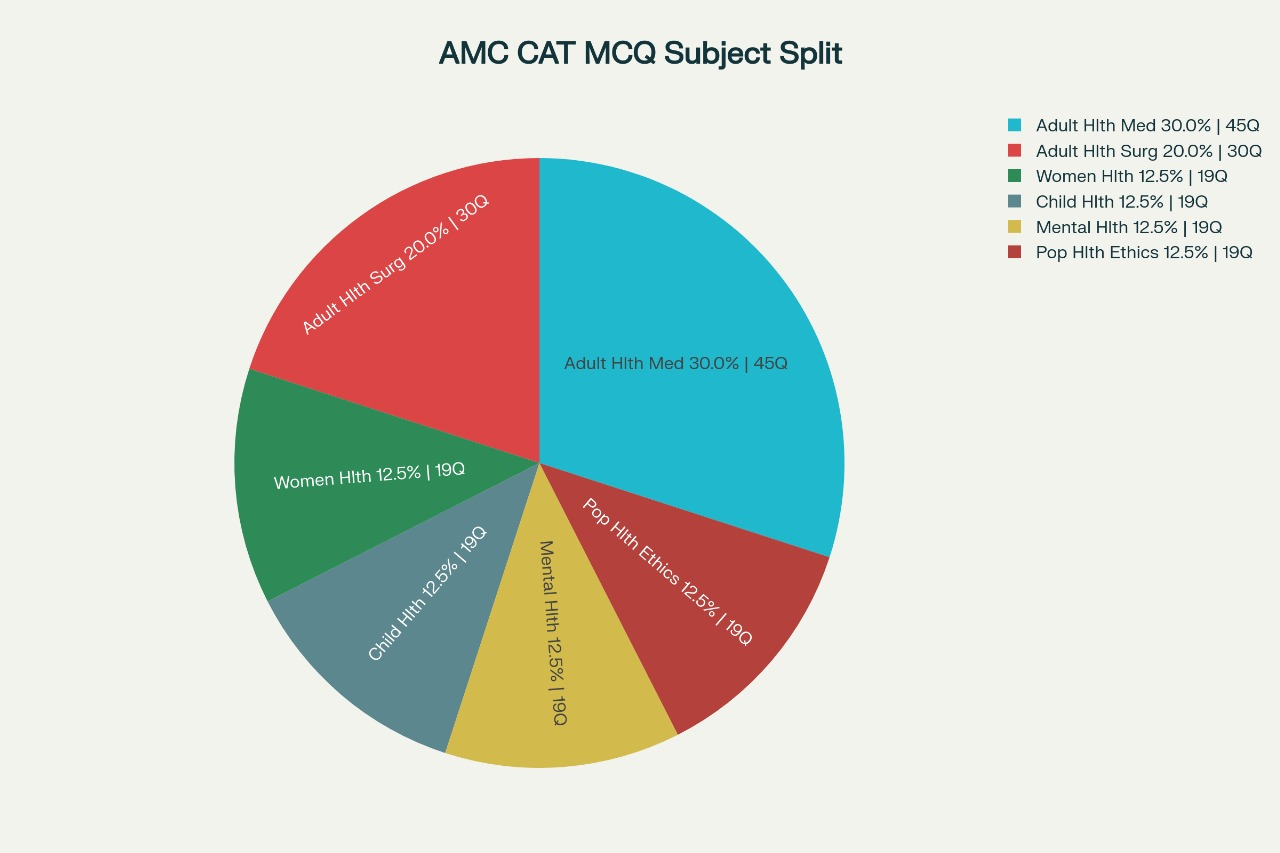 AMC CAT MCQ Subject Split
Adult Hlth Med 30.0% | 45Q
Adult Hlth Surg 20.0% | 30Q
Women Hlth 12.5% | 19Q
Child Hlth 12.5% | 19Q
Mental Hlth 12.5% | 19Q
Pop Hlth Ethics 12.5% | 19Q
Adult Hlth Surg 20.0% | 30Q
Adult Hlth Med 30.0% | 45Q
Women Hlth 12.5% | 19Q
Child Hlth 12.5% | 19Q
Mental Hlth 12.5% | 19Q
Pop Hlth Ethics 12.5% | 19Q